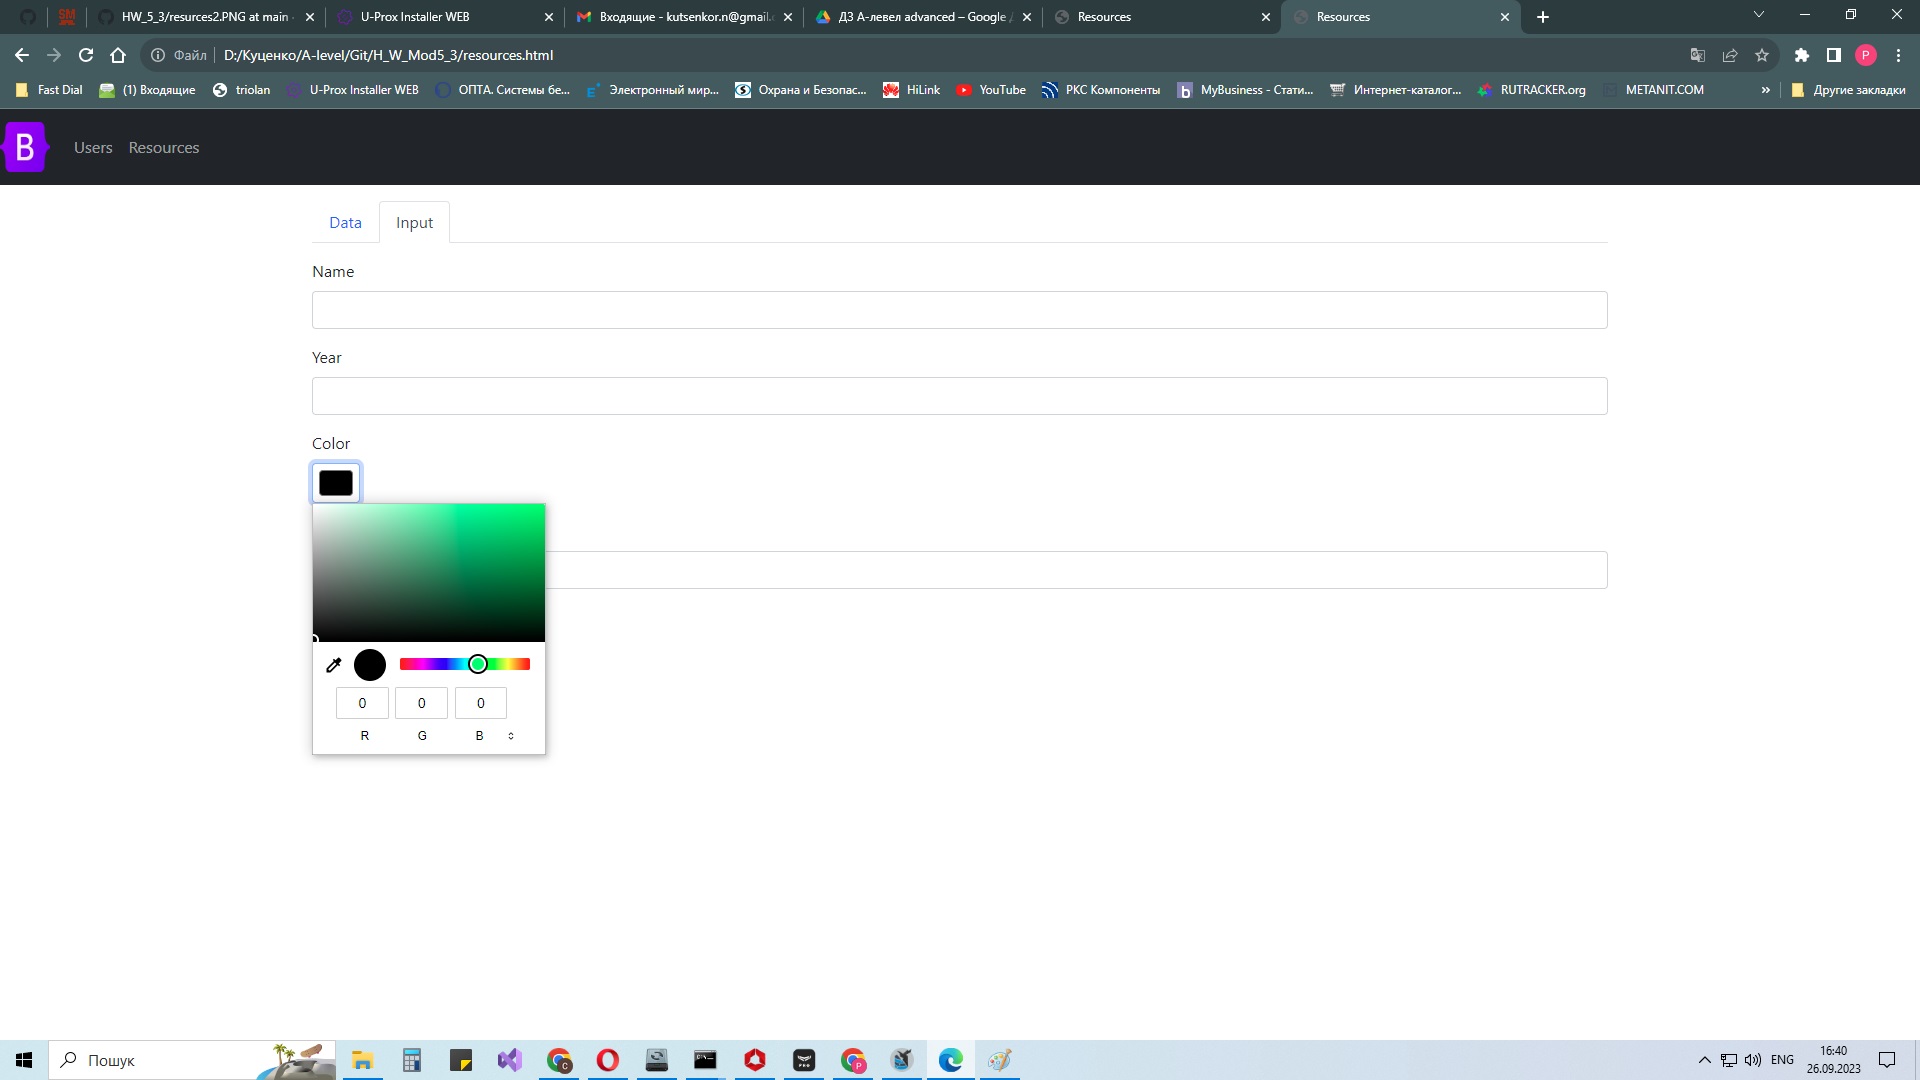 HW_5_3/resurces2.PNG at main
U-Prox Installer WEB
Входящие - kutsenkor.n@gmail.c
ДЗ А-левел advanced – Google
Resources
Resources
Файл
D:/Куценко/A-level/Git/H_W_Mod5_3/resources.html
P
Fast Dial
(1) Входящие
triolan
U-Prox Installer WEB
ОПТА. Системы бе...
Электронный мир...
Охрана и Безопас...
HiLink
YouTube
РКС Компоненты
MyBusiness - Стати...
Интернет-каталог...
RUTRACKER.org
METANIT.COM
»
Другие закладки
B
Users
Resources
Data
Input
Name
Year
Color
0
0
0
R
G
B
Пошук
ENG
16:40
26.09.2023